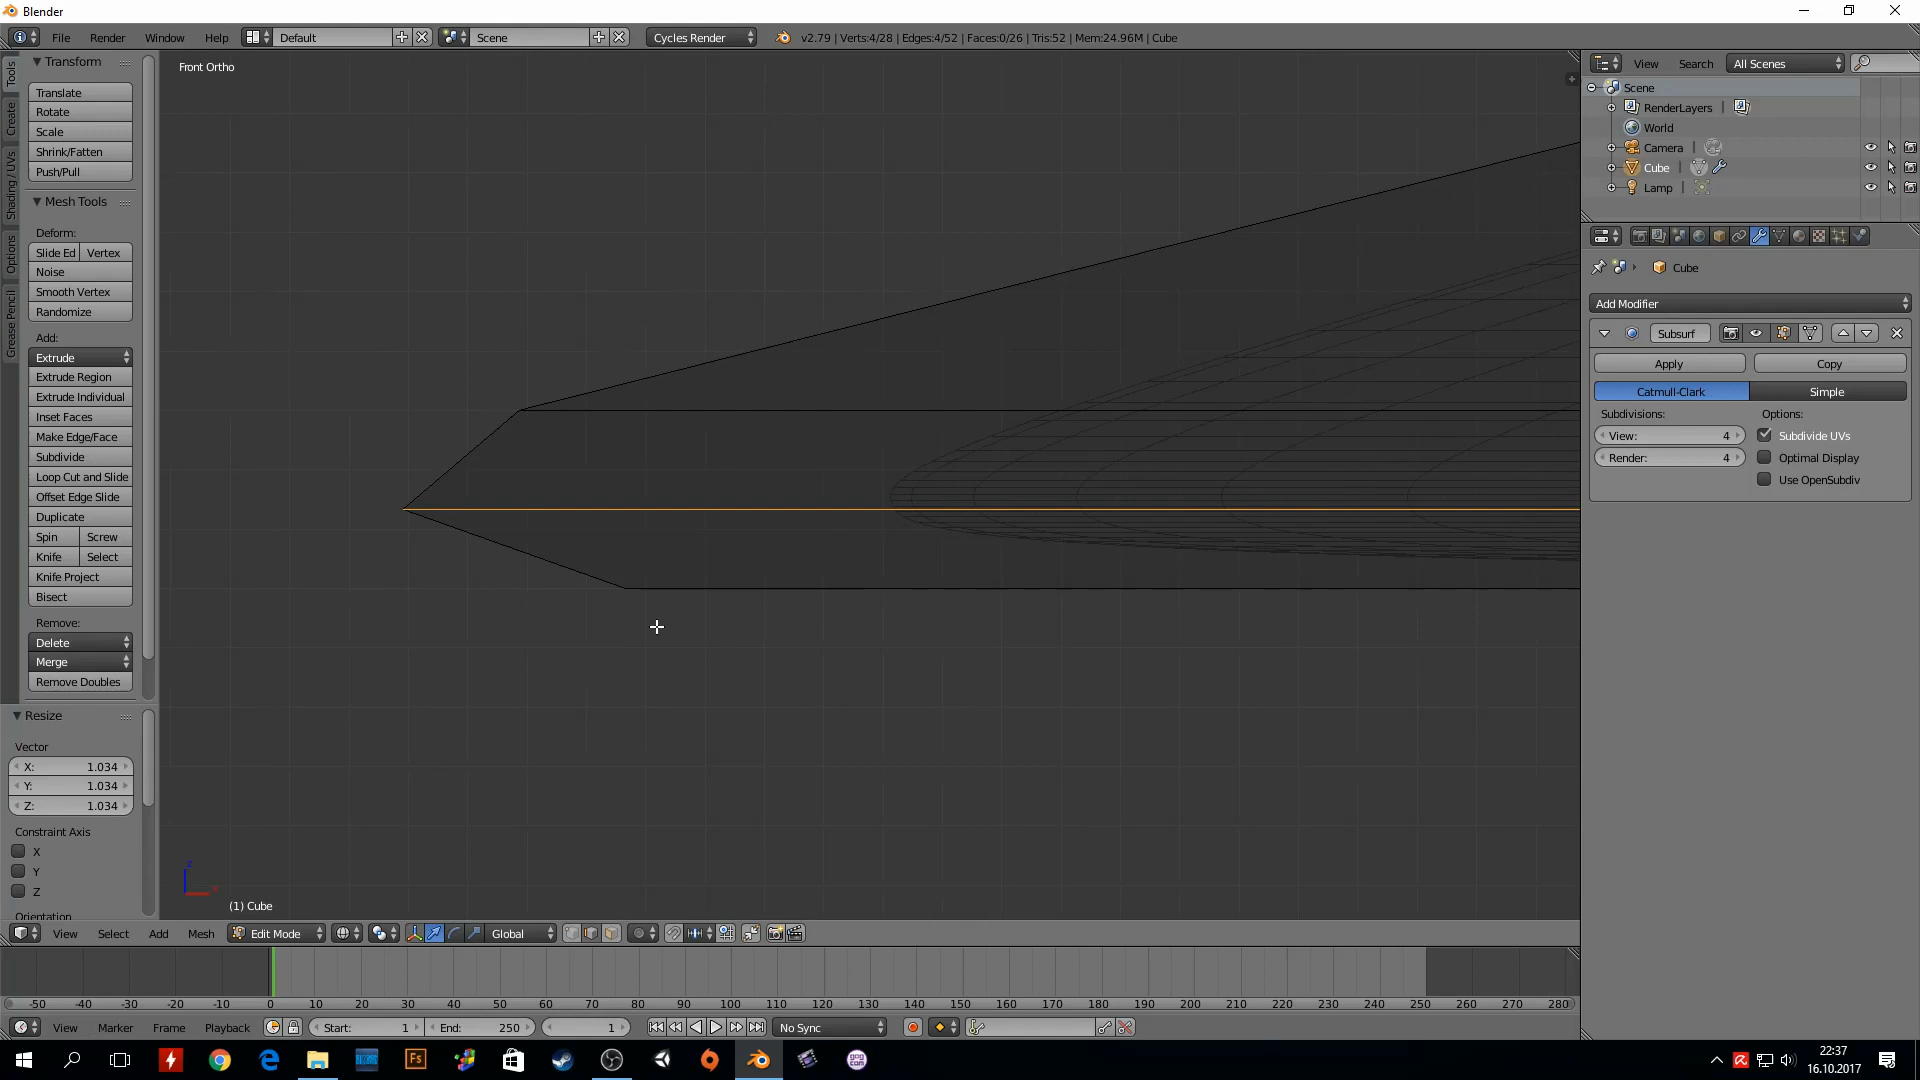 Blender
File Render Window Help Default Scene Cycles Render v2.79 | Verts:4/28 | Edges:4/52 | Faces:0/26 | Tris:52 | Mem:24.96M | Cube
Tools
Create
Shading / UVs
Options
Grease Pencil
Transform
Translate
Rotate
Scale
Shrink/Fatten
Push/Pull
Mesh Tools
Deform:
Slide Ed Vertex
Noise
Smooth Vertex
Randomize
Add:
Extrude
Extrude Region
Extrude Individual
Inset Faces
Make Edge/Face
Subdivide
Loop Cut and Slide
Offset Edge Slide
Duplicate
Spin Screw
Knife Select
Knife Project
Bisect
Remove:
Delete
Merge
Remove Doubles
Resize
Vector
X: 1.034
Y: 1.034
Z: 1.034
Constraint Axis
X
Y
Z
Orientation
Front Ortho
z
x
(1) Cube
View Select Add Mesh Edit Mode Global
View Search All Scenes
Scene
RenderLayers |
World
Camera |
Cube |
Lamp |
Cube
Add Modifier
Subsurf
Apply Copy
Catmull-Clark Simple
Subdivisions: Options:
View: 4 Subdivide UVs
Render: 4 Optimal Display
Use OpenSubdiv
-50 -40 -30 -20 -10 0 10 20 30 40 50 60 70 80 90 100 110 120 130 140 150 160 170 180 190 200 210 220 230 240 250 260 270 280
View Marker Frame Playback Start: 1 End: 250 1 No Sync
Fs
gog
com
22:37
16.10.2017